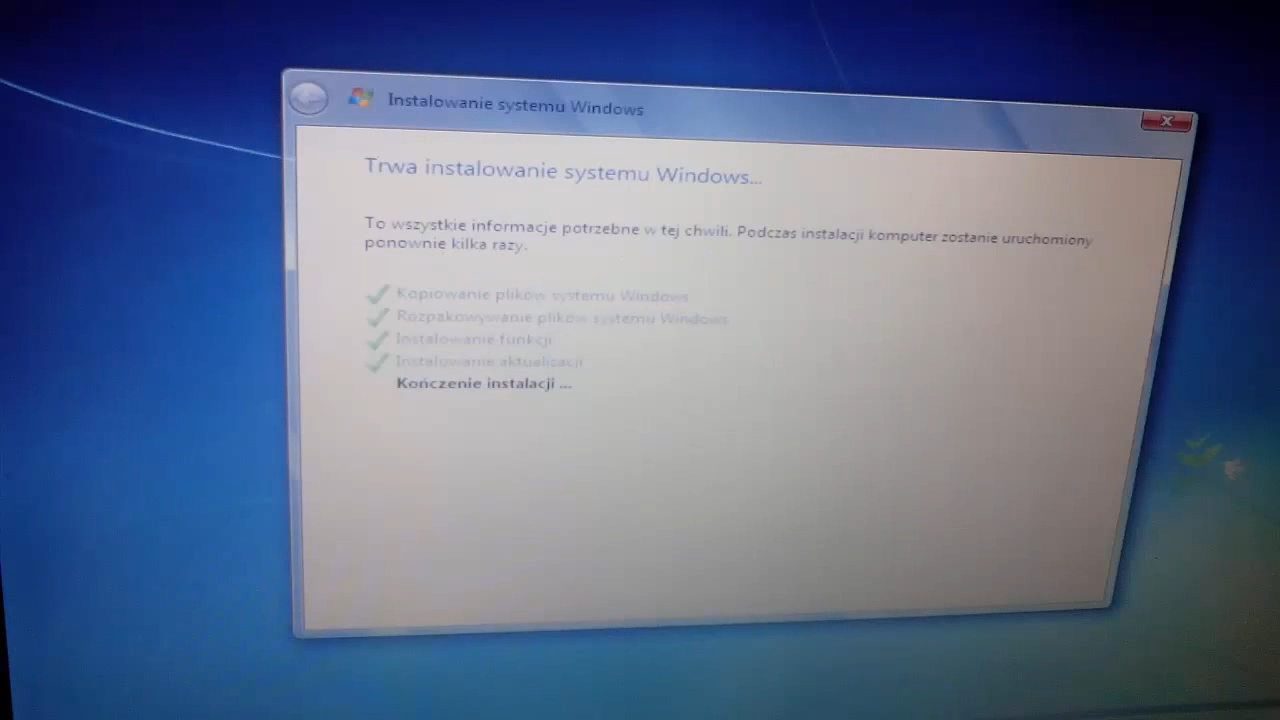 Instalowanie systemu Windows
Trwa instalowanie systemu Windows...
To wszystkie informacje potrzebne w tej chwili. Podczas instalacji komputer zostanie uruchomiony
ponownie kilka razy.
Kopiowanie plików systemu Windows
Rozpakowywanie plików systemu Windows
Instalowanie funkcji
Instalowanie aktualizacji
Kończenie instalacji ...